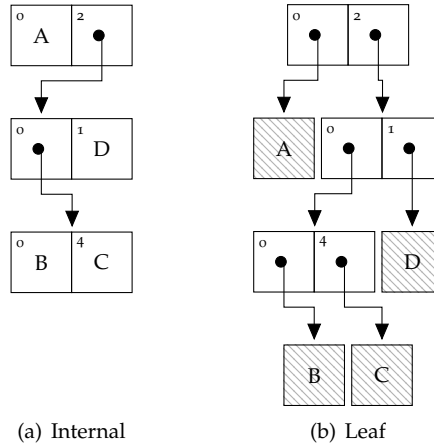 0 A 2
0 1 D
0 B 4 C
(a) Internal
0 2
A 0 1
0 4 D
B C
(b) Leaf